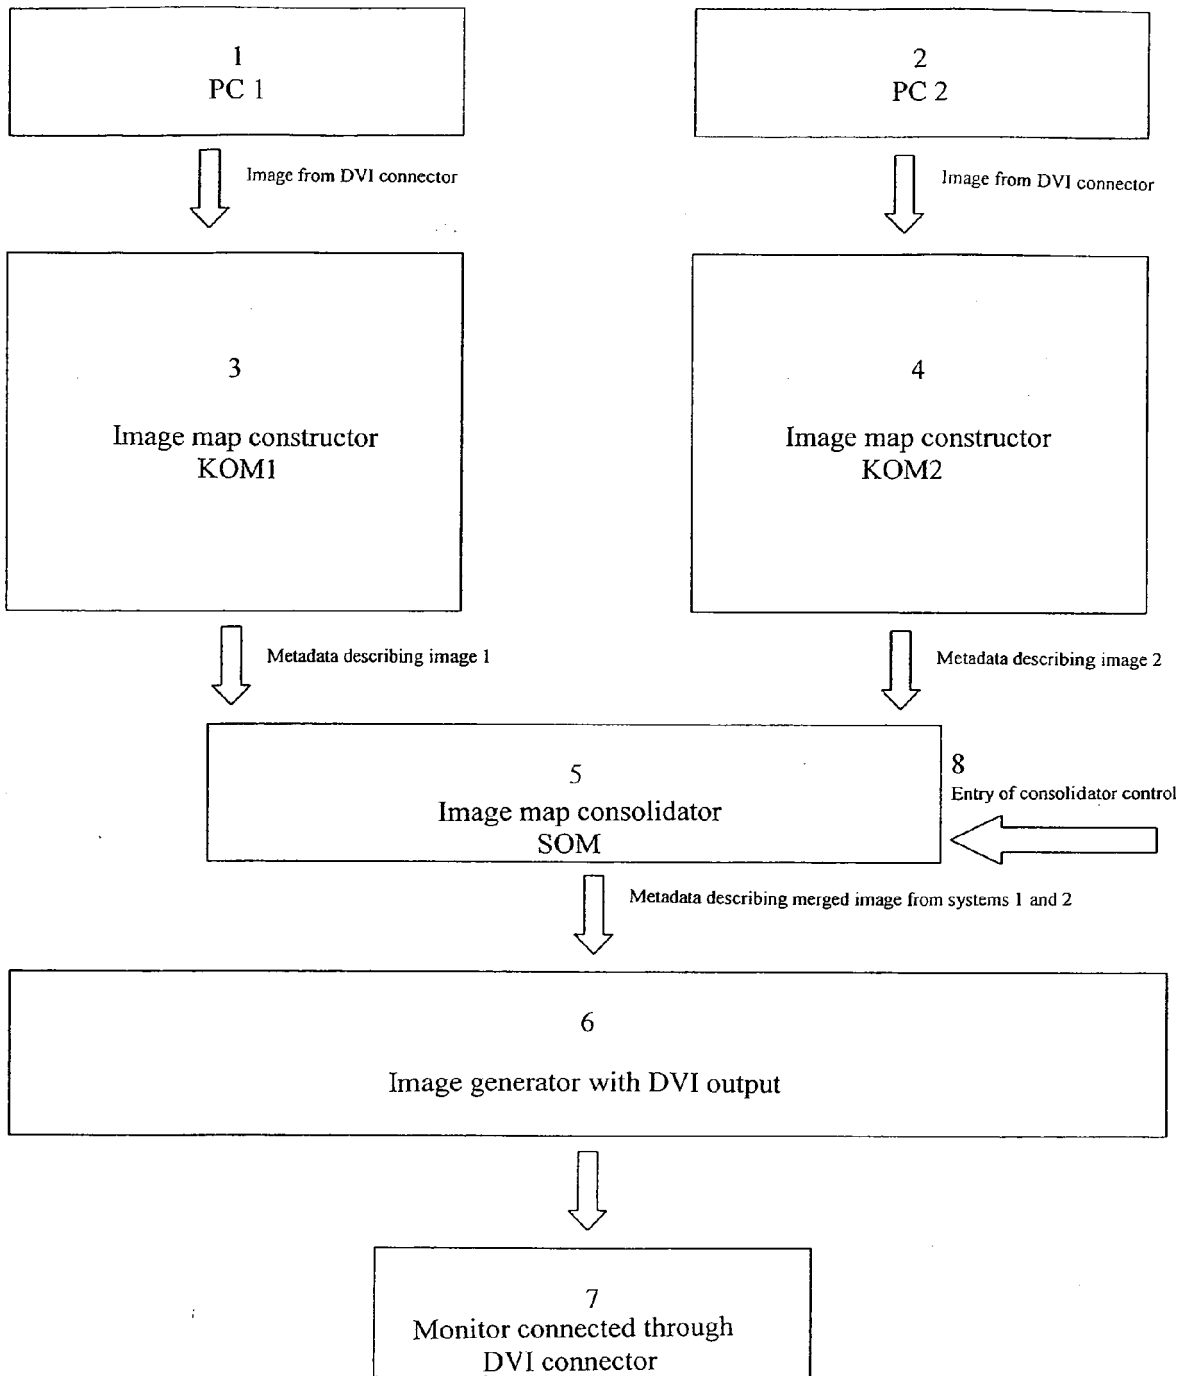 1
PC 1
2
PC 2
Image from DVI connector
Image from DVI connector
3
Image map constructor
KOM1
4
Image map constructor
KOM2
Metadata describing image 1
Metadata describing image 2
5
Image map consolidator
SOM
8
Entry of consolidator control
Metadata describing merged image from systems 1 and 2
6
Image generator with DVI output
7
Monitor connected through
DVI connector